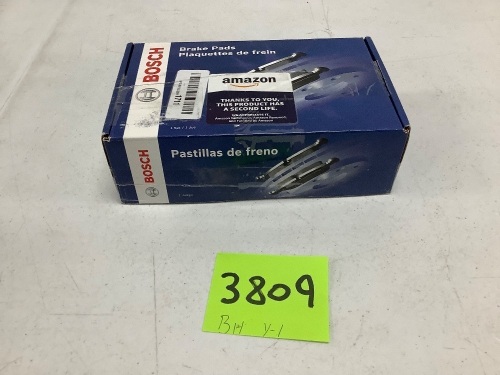 BOSCH
Brake Pads
Plaquettes de frein
amazon
THANKS TO YOU,
THIS PRODUCT HAS
A SECOND LIFE.
BOSCH
Pastillas de freno
3809
BH Y-1